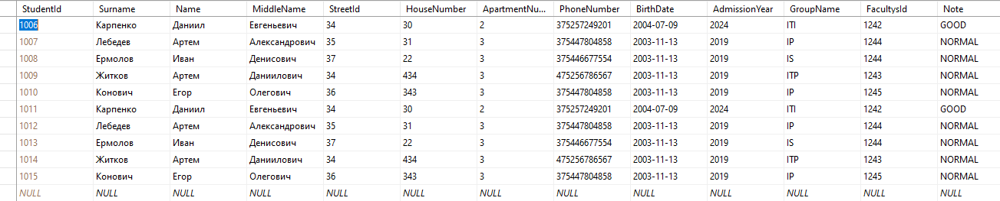 StudentId Surname Name MiddleName StreetId HouseNumber ApartmentNu... PhoneNumber BirthDate AdmissionYear GroupName FacultysId Note
1006 Карпенко Даниил Евгеньевич 34 30 2 375257249201 2004-07-09 2024 ITI 1242 GOOD
1007 Лебедев Артем Александрович 35 31 3 375447804858 2003-11-13 2019 IP 1244 NORMAL
1008 Ермолов Иван Денисович 37 22 3 375446677554 2003-11-13 2019 IS 1244 NORMAL
1009 Житков Артем Даниилович 34 434 3 475256786567 2003-11-13 2019 ITP 1243 NORMAL
1010 Конович Егор Олегович 36 343 3 375447804858 2003-11-13 2019 IP 1245 NORMAL
1011 Карпенко Даниил Евгеньевич 34 30 2 375257249201 2004-07-09 2024 ITI 1242 GOOD
1012 Лебедев Артем Александрович 35 31 3 375447804858 2003-11-13 2019 IP 1244 NORMAL
1013 Ермолов Иван Денисович 37 22 3 375446677554 2003-11-13 2019 IS 1244 NORMAL
1014 Житков Артем Даниилович 34 434 3 475256786567 2003-11-13 2019 ITP 1243 NORMAL
1015 Конович Егор Олегович 36 343 3 375447804858 2003-11-13 2019 IP 1245 NORMAL
NULL NULL NULL NULL NULL NULL NULL NULL NULL NULL NULL NULL NULL